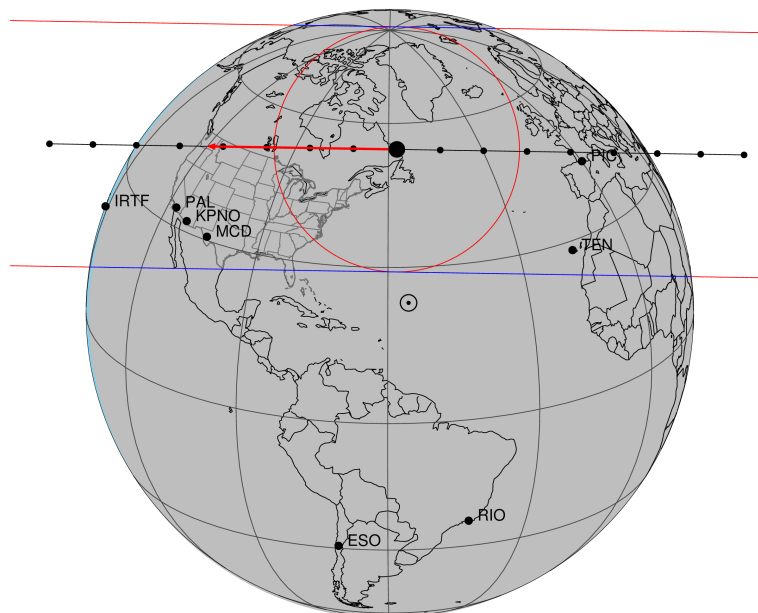 PIC
IRTF
PAL
KPNO
MCD
TEN
RIO
ESO